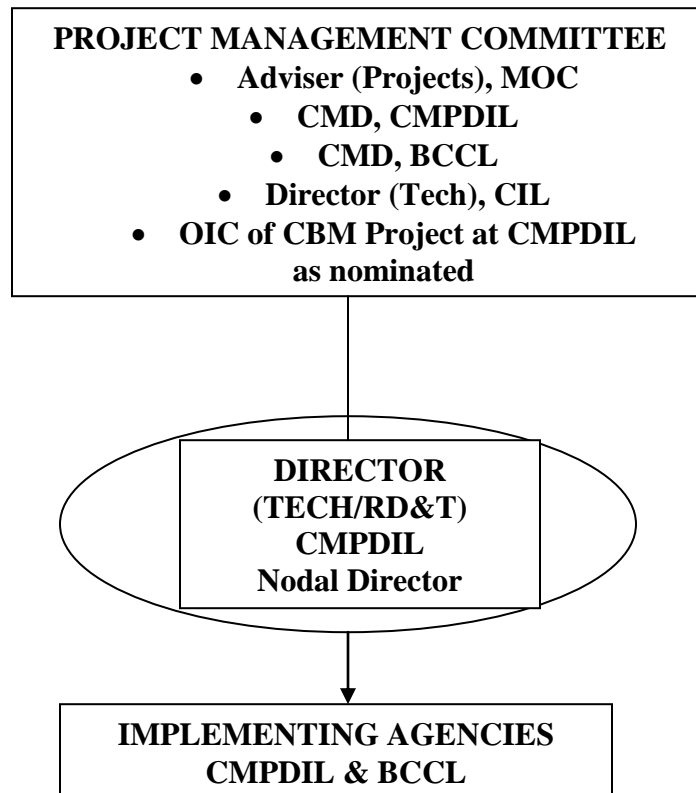 PROJECT MANAGEMENT COMMITTEE
• Adviser (Projects), MOC
• CMD, CMPDIL
• CMD, BCCL
• Director (Tech), CIL
• OIC of CBM Project at CMPDIL
as nominated
DIRECTOR
(TECH/RD&T)
CMPDIL
Nodal Director
IMPLEMENTING AGENCIES
CMPDIL & BCCL